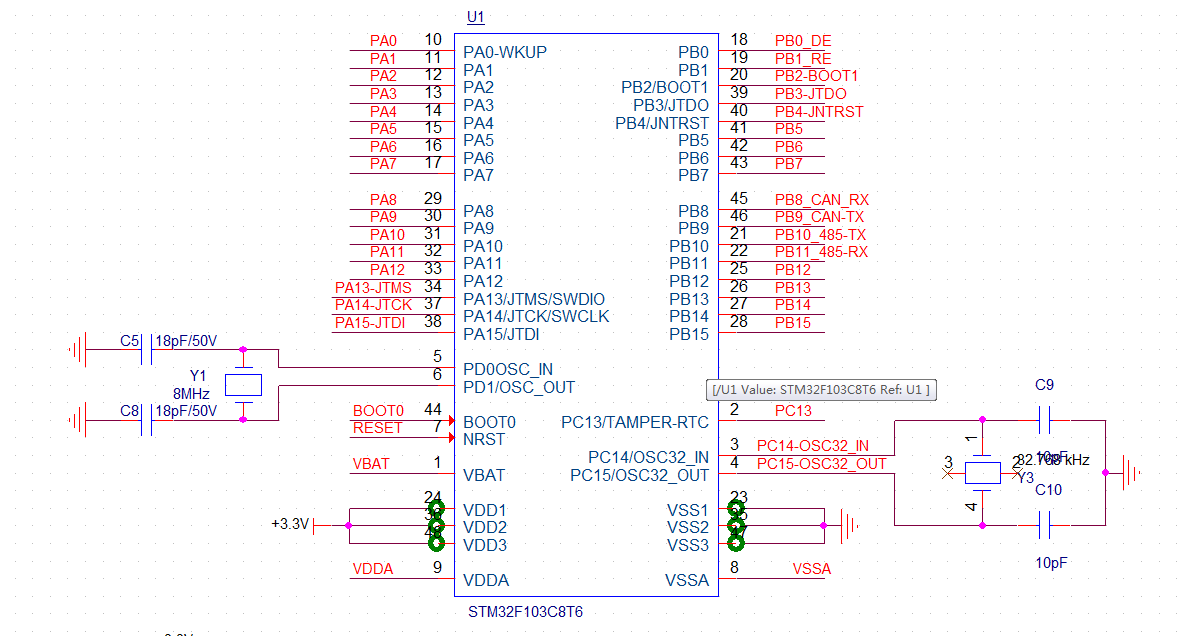 U1
PA0 10 PA0-WKUP PB0 18 PB0_DE
PA1 11 PA1 PB1 19 PB1_RE
PA2 12 PA2 PB2/BOOT1 20 PB2-BOOT1
PA3 13 PA3 PB3/JTDO 39 PB3-JTDO
PA4 14 PA4 PB4/JNTRST 40 PB4-JNTRST
PA5 15 PA5 PB5 41 PB5
PA6 16 PA6 PB6 42 PB6
PA7 17 PA7 PB7 43 PB7
PA8 29 PA8 PB8 45 PB8_CAN_RX
PA9 30 PA9 PB9 46 PB9_CAN-TX
PA10 31 PA10 PB10 21 PB10_485-TX
PA11 32 PA11 PB11 22 PB11_485-RX
PA12 33 PA12 PB12 25 PB12
PA13-JTMS 34 PA13/JTMS/SWDIO PB13 26 PB13
PA14-JTCK 37 PA14/JTCK/SWCLK PB14 27 PB14
PA15-JTDI 38 PA15/JTDI PB15 28 PB15
C5 18pF/50V
5 PD0OSC_IN
Y1
8MHz
6 PD1/OSC_OUT
[/U1 Value: STM32F103C8T6 Ref: U1 ]
C9
C8 18pF/50V
BOOT0 44 BOOT0 PC13/TAMPER-RTC 2 PC13
RESET 7 NRST
PC14/OSC32_IN 3 PC14-OSC32_IN
VBAT 1 VBAT PC15/OSC32_OUT 4 PC15-OSC32_OUT
1
3 2
10pF
32.768 kHz
Y3
4
C10
24 VDD1 VSS1 23
+3.3V VDD2 VSS2
VDD3 VSS3 47
10pF
VDDA 9 VDDA VSSA 8 VSSA
STM32F103C8T6